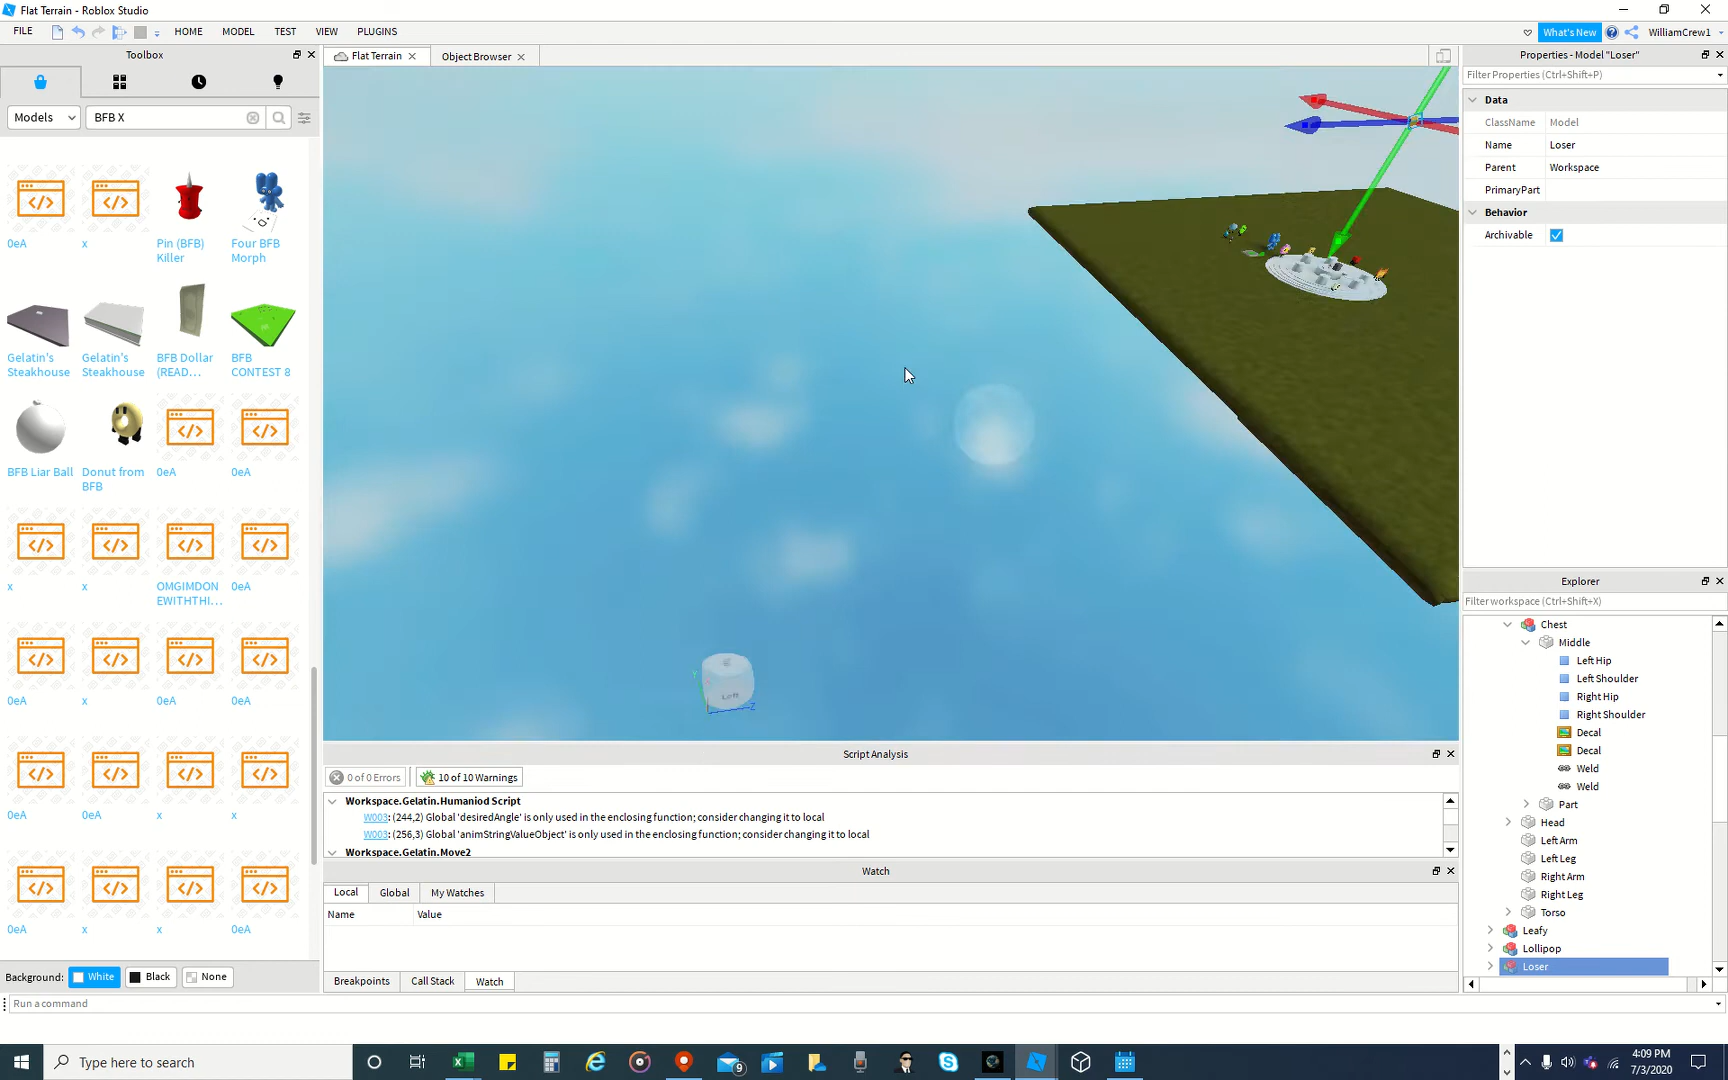 Flat Terrain - Roblox Studio
FILE
HOME
MODEL
TEST
VIEW
PLUGINS
What's New
WilliamCrew1
Toolbox
Models
BFB X
0eA
x
Pin (BFB) Killer
Four BFB Morph
Gelatin's Steakhouse
Gelatin's Steakhouse
BFB Dollar (READ...
BFB CONTEST 8
BFB Liar Ball
Donut from BFB
0eA
0eA
x
x
OMGIMDON EWITHTHI...
0eA
0eA
0eA
0eA
0eA
0eA
0eA
x
x
0eA
x
x
0eA
Background:
White
Black
None
Run a command
Flat Terrain
Object Browser
Left
Y
Z
Script Analysis
0 of 0 Errors
10 of 10 Warnings
Workspace.Gelatin.Humaniod Script
W003: (244,2) Global 'desiredAngle' is only used in the enclosing function; consider changing it to local
W003: (256,3) Global 'animStringValueObject' is only used in the enclosing function; consider changing it to local
Workspace.Gelatin.Move2
Watch
Local
Global
My Watches
Name
Value
Breakpoints
Call Stack
Watch
Properties - Model "Loser"
Filter Properties (Ctrl+Shift+P)
Data
ClassName Model
Name Loser
Parent Workspace
PrimaryPart
Behavior
Archivable
Explorer
Filter workspace (Ctrl+Shift+X)
Chest
Middle
Left Hip
Left Shoulder
Right Hip
Right Shoulder
Decal
Decal
Weld
Weld
Part
Head
Left Arm
Left Leg
Right Arm
Right Leg
Torso
Leafy
Lollipop
Loser
Type here to search
9
4:09 PM
7/3/2020